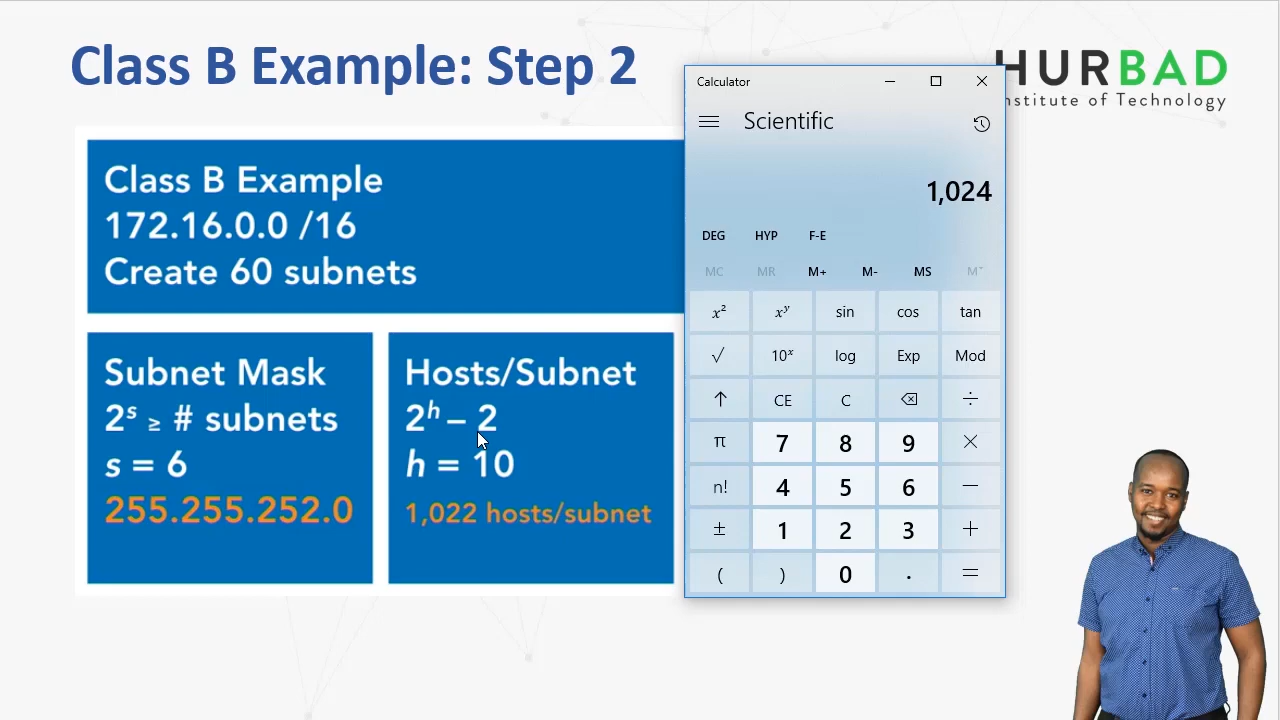 Class B Example: Step 2
HURBAD
nstitute of Technology
Class B Example
172.16.0.0 /16
Create 60 subnets
Subnet Mask
2ˢ ≥ # subnets
s = 6
255.255.252.0
Hosts/Subnet
2ʰ – 2
h = 10
1,022 hosts/subnet
Calculator
Scientific
1,024
DEG HYP F-E
MC MR M+ M- MS M˅
x² xʸ sin cos tan
√ 10ˣ log Exp Mod
↑ CE C ⌫ ÷
π 7 8 9 ×
n! 4 5 6 −
± 1 2 3 +
( ) 0 . =